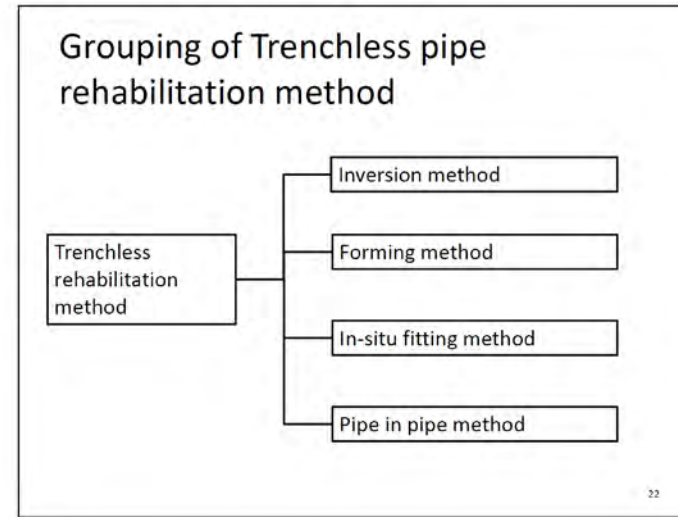 Grouping of Trenchless pipe
rehabilitation method
Inversion method
Trenchless
rehabilitation
method
Forming method
In-situ fitting method
Pipe in pipe method
22